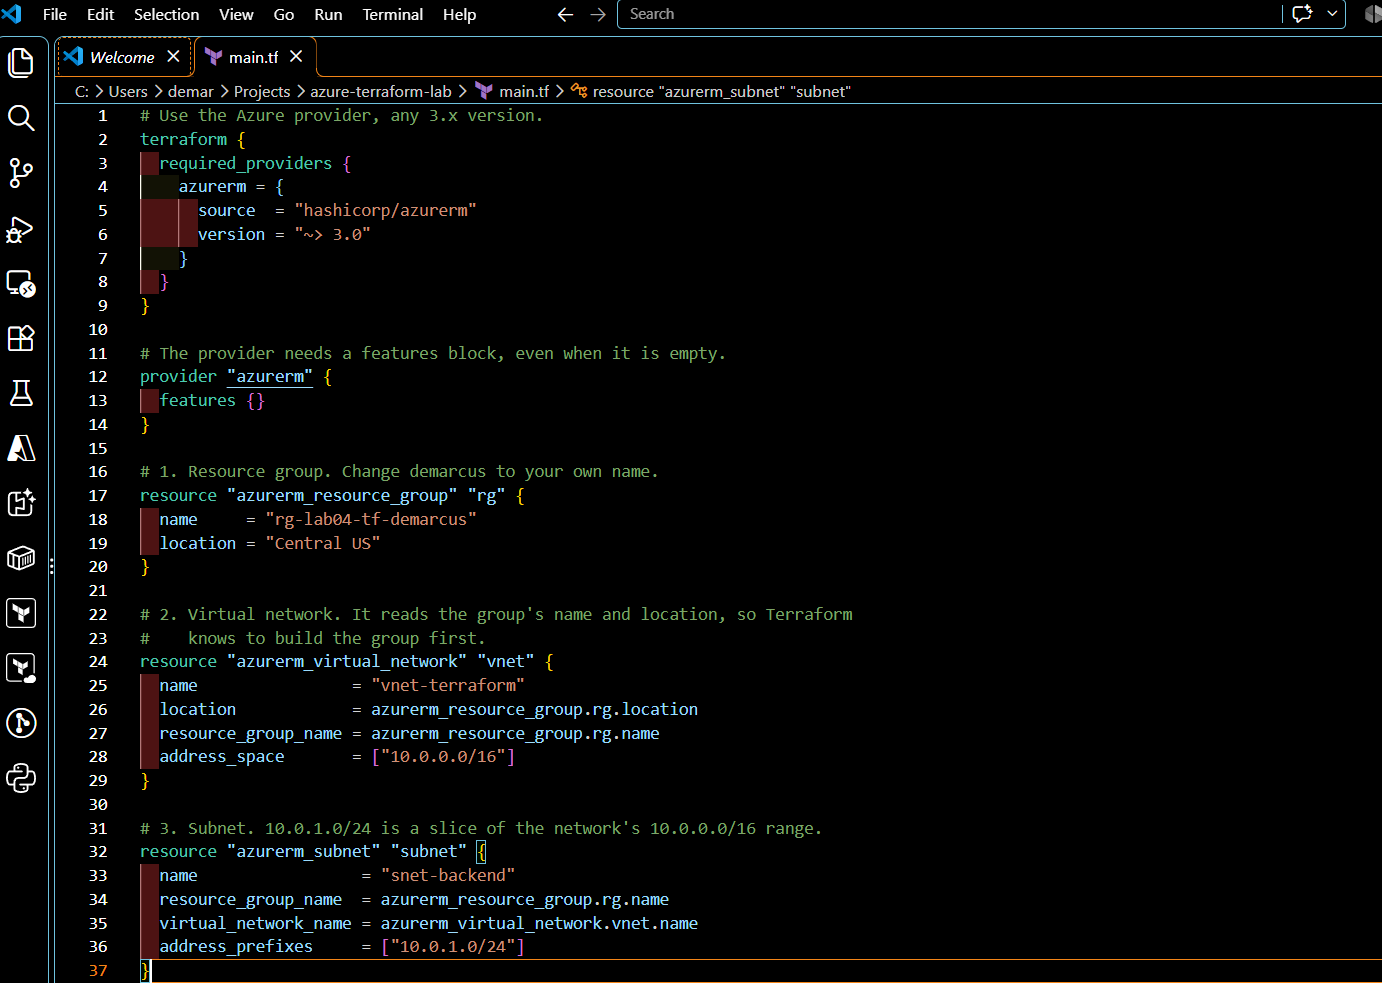 File Edit Selection View Go Run Terminal Help Search
Welcome main.tf
C: > Users > demar > Projects > azure-terraform-lab > main.tf > resource "azurerm_subnet" "subnet"
1 # Use the Azure provider, any 3.x version.
2 terraform {
3   required_providers {
4     azurerm = {
5       source  = "hashicorp/azurerm"
6       version = "~> 3.0"
7     }
8   }
9 }
10
11 # The provider needs a features block, even when it is empty.
12 provider "azurerm" {
13   features {}
14 }
15
16 # 1. Resource group. Change demarcus to your own name.
17 resource "azurerm_resource_group" "rg" {
18   name     = "rg-lab04-tf-demarcus"
19   location = "Central US"
20 }
21
22 # 2. Virtual network. It reads the group's name and location, so Terraform
23 #    knows to build the group first.
24 resource "azurerm_virtual_network" "vnet" {
25   name                = "vnet-terraform"
26   location            = azurerm_resource_group.rg.location
27   resource_group_name = azurerm_resource_group.rg.name
28   address_space       = ["10.0.0.0/16"]
29 }
30
31 # 3. Subnet. 10.0.1.0/24 is a slice of the network's 10.0.0.0/16 range.
32 resource "azurerm_subnet" "subnet" {
33   name                 = "snet-backend"
34   resource_group_name  = azurerm_resource_group.rg.name
35   virtual_network_name = azurerm_virtual_network.vnet.name
36   address_prefixes     = ["10.0.1.0/24"]
37 }